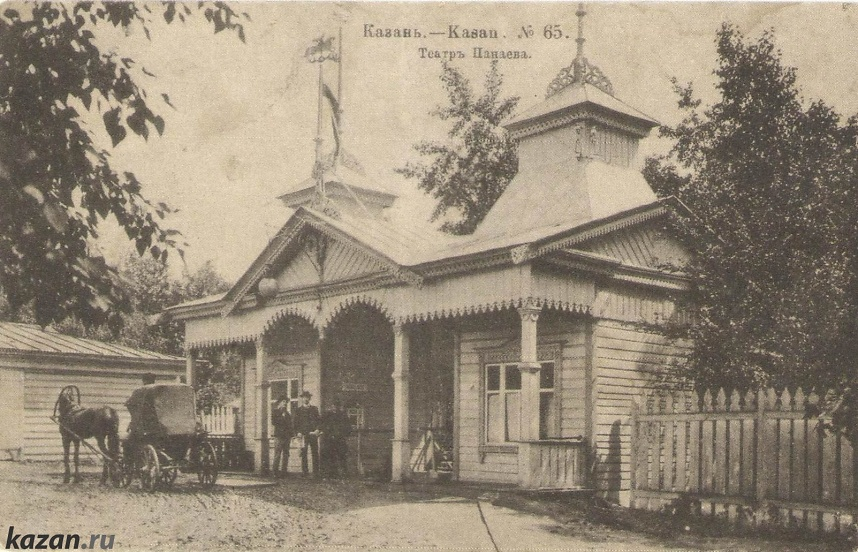 Казань.—Kasan. № 65.
Театръ Панаева.
kazan.ru